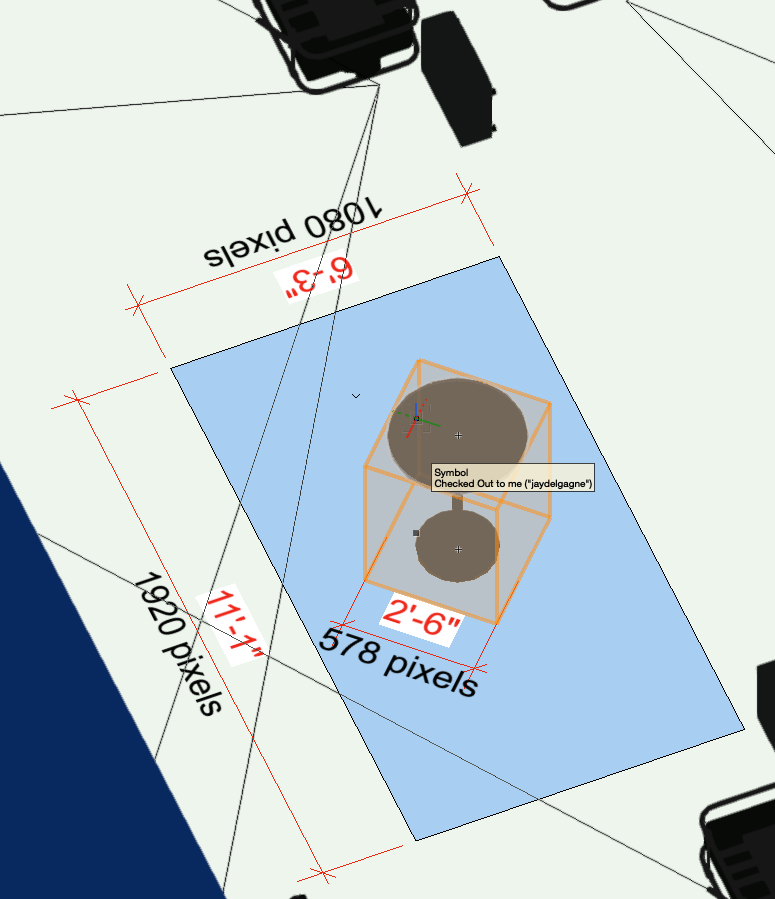 1080 pixels
6'-3"
Symbol
Checked Out to me ("jaydelgagne")
1920 pixels
11'-1"
2'-6"
578 pixels